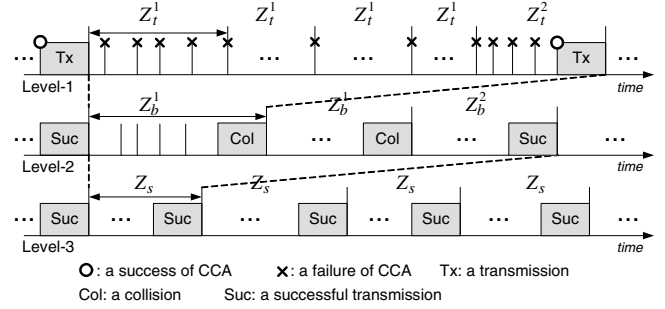 Z_t^1 Z_t^1 Z_t^1 Z_t^1 Z_t^2
... Tx ... ... ... Tx ...
Level-1 time
Z_b^1 Z_b^1 Z_b^2
... Suc Col ... Col ... Suc ...
Level-2 time
Z_s Z_s Z_s Z_s
... Suc ... Suc ... Suc ... Suc ... Suc ...
Level-3 time
O : a success of CCA × : a failure of CCA Tx: a transmission
Col: a collision Suc: a successful transmission